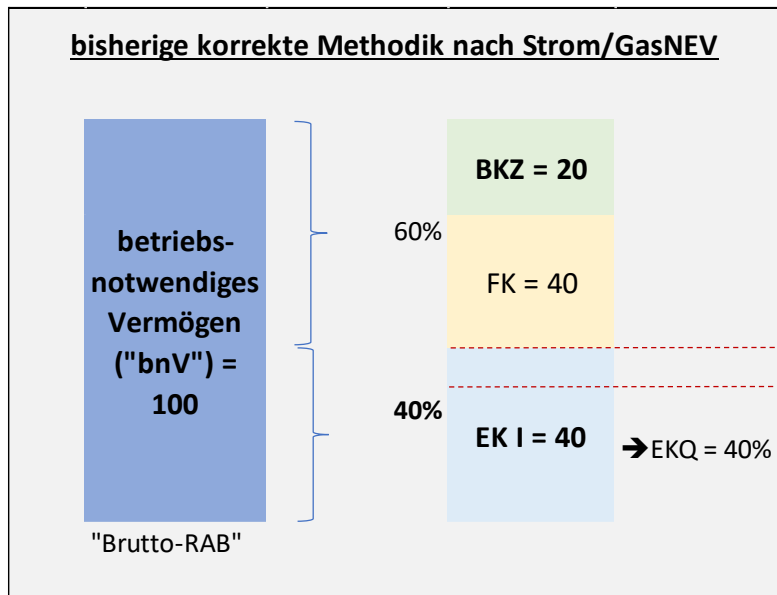 bisherige korrekte Methodik nach Strom/GasNEV
betriebs-
notwendiges
Vermögen
("bnV") =
100
"Brutto-RAB"
60%
40%
BKZ = 20
FK = 40
EK I = 40
➔EKQ = 40%